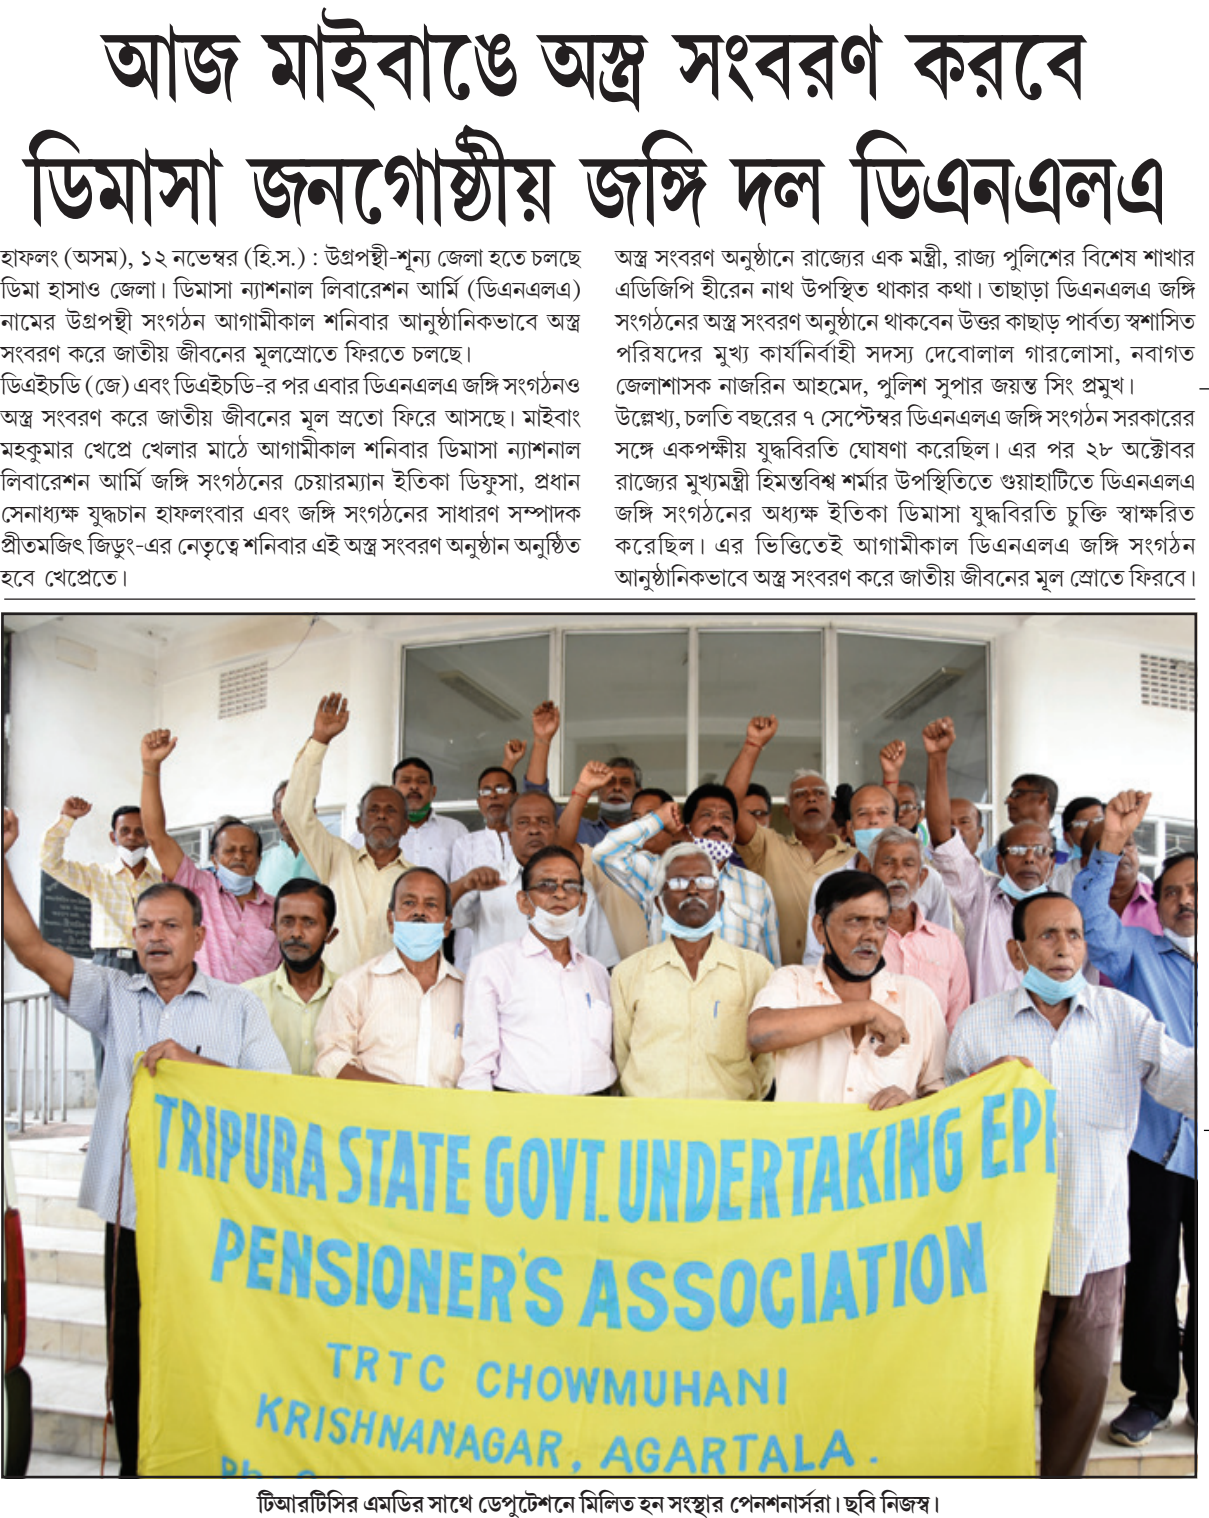 আজ মাইবাঙে অস্ত্র সংবরণ করবে
ডিমাসা জনগোষ্ঠীয় জঙ্গি দল ডিএনএলএ
হাফলং (অসম), ১২ নভেম্বর (হি.স.) : উগ্রপন্থী-শূন্য জেলা হতে চলছে
ডিমা হাসাও জেলা। ডিমাসা ন্যাশনাল লিবারেশন আর্মি (ডিএনএলএ)
নামের উগ্রপন্থী সংগঠন আগামীকাল শনিবার আনুষ্ঠানিকভাবে অস্ত্র
সংবরণ করে জাতীয় জীবনের মূলস্রোতে ফিরতে চলছে।
ডিএইচডি (জে) এবং ডিএইচডি-র পর এবার ডিএনএলএ জঙ্গি সংগঠনও
অস্ত্র সংবরণ করে জাতীয় জীবনের মূল স্রতো ফিরে আসছে। মাইবাং
মহকুমার খেপ্রে খেলার মাঠে আগামীকাল শনিবার ডিমাসা ন্যাশনাল
লিবারেশন আর্মি জঙ্গি সংগঠনের চেয়ারম্যান ইতিকা ডিফুসা, প্রধান
সেনাধ্যক্ষ যুদ্ধচান হাফলংবার এবং জঙ্গি সংগঠনের সাধারণ সম্পাদক
প্রীতমজিৎ জিডুং-এর নেতৃত্বে শনিবার এই অস্ত্র সংবরণ অনুষ্ঠান অনুষ্ঠিত
হবে খেপ্রেতে।
অস্ত্র সংবরণ অনুষ্ঠানে রাজ্যের এক মন্ত্রী, রাজ্য পুলিশের বিশেষ শাখার
এডিজিপি হীরেন নাথ উপস্থিত থাকার কথা। তাছাড়া ডিএনএলএ জঙ্গি
সংগঠনের অস্ত্র সংবরণ অনুষ্ঠানে থাকবেন উত্তর কাছাড় পার্বত্য স্বশাসিত
পরিষদের মুখ্য কার্যনির্বাহী সদস্য দেবোলাল গারলোসা, নবাগত
জেলাশাসক নাজরিন আহমেদ, পুলিশ সুপার জয়ন্ত সিং প্রমুখ।
উল্লেখ্য, চলতি বছরের ৭ সেপ্টেম্বর ডিএনএলএ জঙ্গি সংগঠন সরকারের
সঙ্গে একপক্ষীয় যুদ্ধবিরতি ঘোষণা করেছিল। এর পর ২৮ অক্টোবর
রাজ্যের মুখ্যমন্ত্রী হিমন্তবিশ্ব শর্মার উপস্থিতিতে গুয়াহাটিতে ডিএনএলএ
জঙ্গি সংগঠনের অধ্যক্ষ ইতিকা ডিমাসা যুদ্ধবিরতি চুক্তি স্বাক্ষরিত
করেছিল। এর ভিত্তিতেই আগামীকাল ডিএনএলএ জঙ্গি সংগঠন
আনুষ্ঠানিকভাবে অস্ত্র সংবরণ করে জাতীয় জীবনের মূল স্রোতে ফিরবে।
TRIPURA STATE GOVT. UNDERTAKING
PENSIONER'S ASSOCIATION
TRTC CHOWMUHANI
KRISHNANAGAR, AGARTALA.
টিআরটিসির এমডির সাথে ডেপুটেশনে মিলিত হন সংস্থার পেনশনার্সরা। ছবি নিজস্ব।